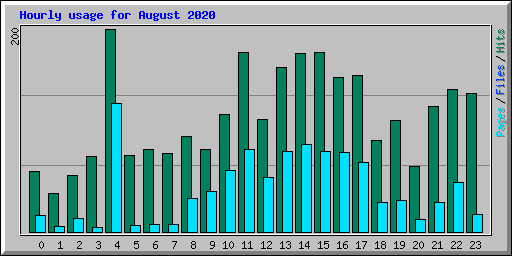 Hourly usage for August 2020
200
Pages / Files / Hits
0 1 2 3 4 5 6 7 8 9 10 11 12 13 14 15 16 17 18 19 20 21 22 23